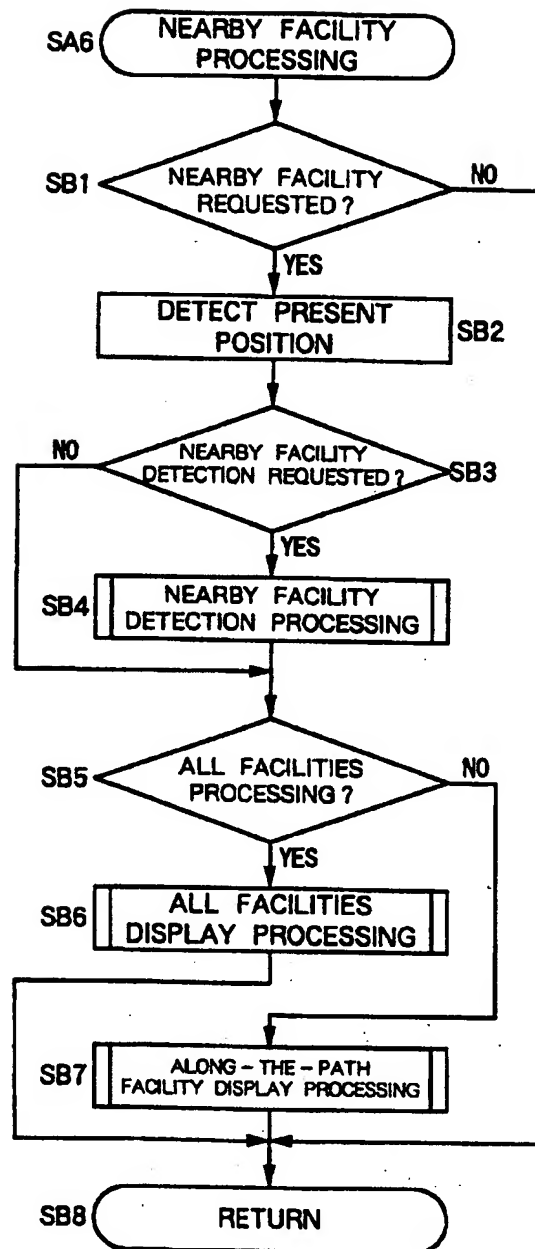 SA6
NEARBY FACILITY
PROCESSING
SB1
NEARBY FACILITY
REQUESTED?
NO
YES
DETECT PRESENT
POSITION
SB2
NO
NEARBY FACILITY
DETECTION REQUESTED?
SB3
YES
SB4
NEARBY FACILITY
DETECTION PROCESSING
SB5
ALL FACILITIES
PROCESSING?
NO
YES
SB6
ALL FACILITIES
DISPLAY PROCESSING
SB7
ALONG-THE-PATH
FACILITY DISPLAY PROCESSING
SB8
RETURN